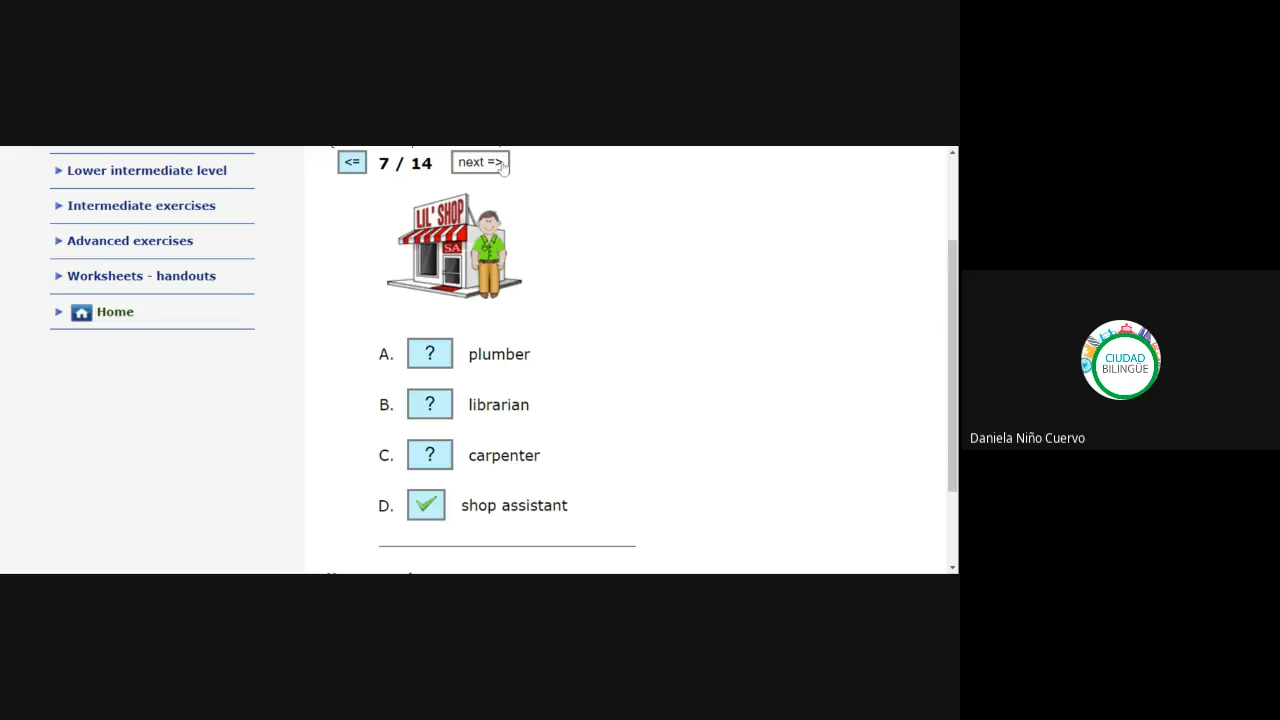 Lower intermediate level
Intermediate exercises
Advanced exercises
Worksheets - handouts
Home
<= 7 / 14 next =>
LIL' SHOP
SA
A. ? plumber
B. ? librarian
C. ? carpenter
D. shop assistant
CIUDAD
BILINGÜE
Daniela Niño Cuervo